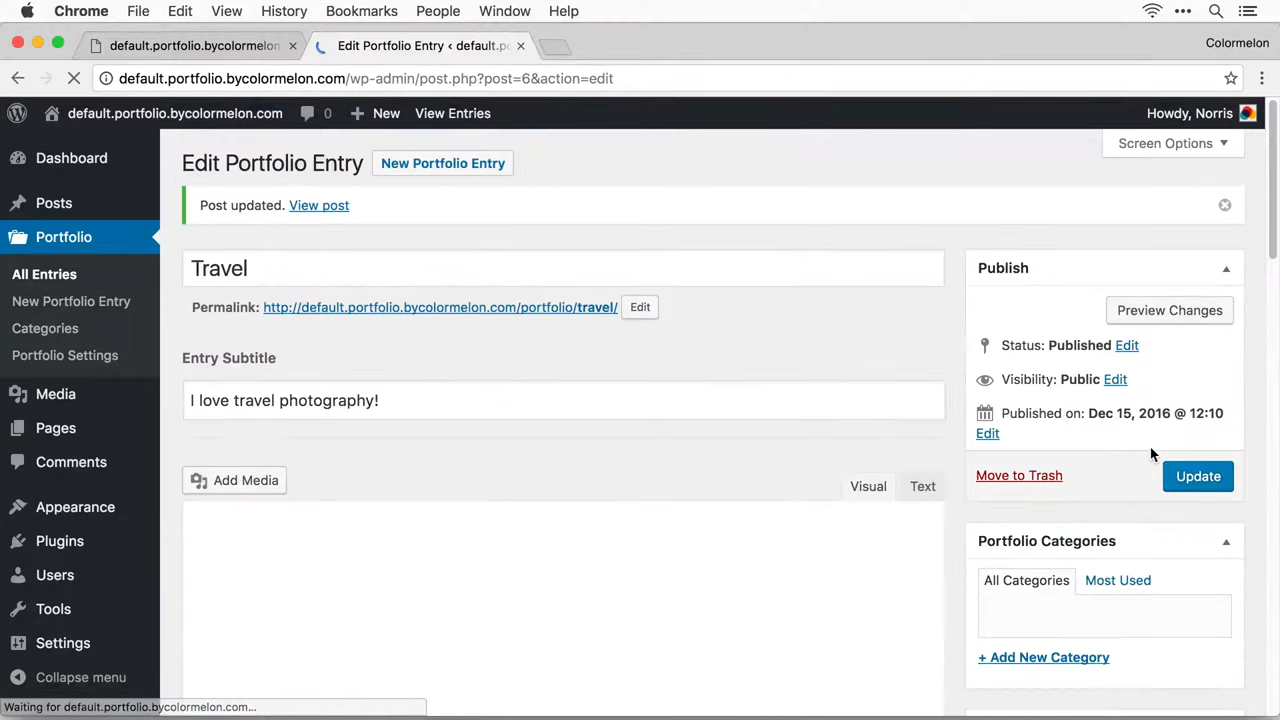 Chrome File Edit View History Bookmarks People Window Help
default.portfolio.bycolormelon Edit Portfolio Entry ‹ default.p Colormelon
default.portfolio.bycolormelon.com/wp-admin/post.php?post=6&action=edit
default.portfolio.bycolormelon.com 0 New View Entries Howdy, Norris
Screen Options
Dashboard
Posts
Portfolio
All Entries
New Portfolio Entry
Categories
Portfolio Settings
Media
Pages
Comments
Appearance
Plugins
Users
Tools
Settings
Collapse menu
Edit Portfolio Entry New Portfolio Entry
Post updated. View post
Travel
Permalink: http://default.portfolio.bycolormelon.com/portfolio/travel/ Edit
Entry Subtitle
I love travel photography!
Add Media Visual Text
Publish
Preview Changes
Status: Published Edit
Visibility: Public Edit
Published on: Dec 15, 2016 @ 12:10
Edit
Move to Trash Update
Portfolio Categories
All Categories Most Used
+ Add New Category
Waiting for default.portfolio.bycolormelon.com...